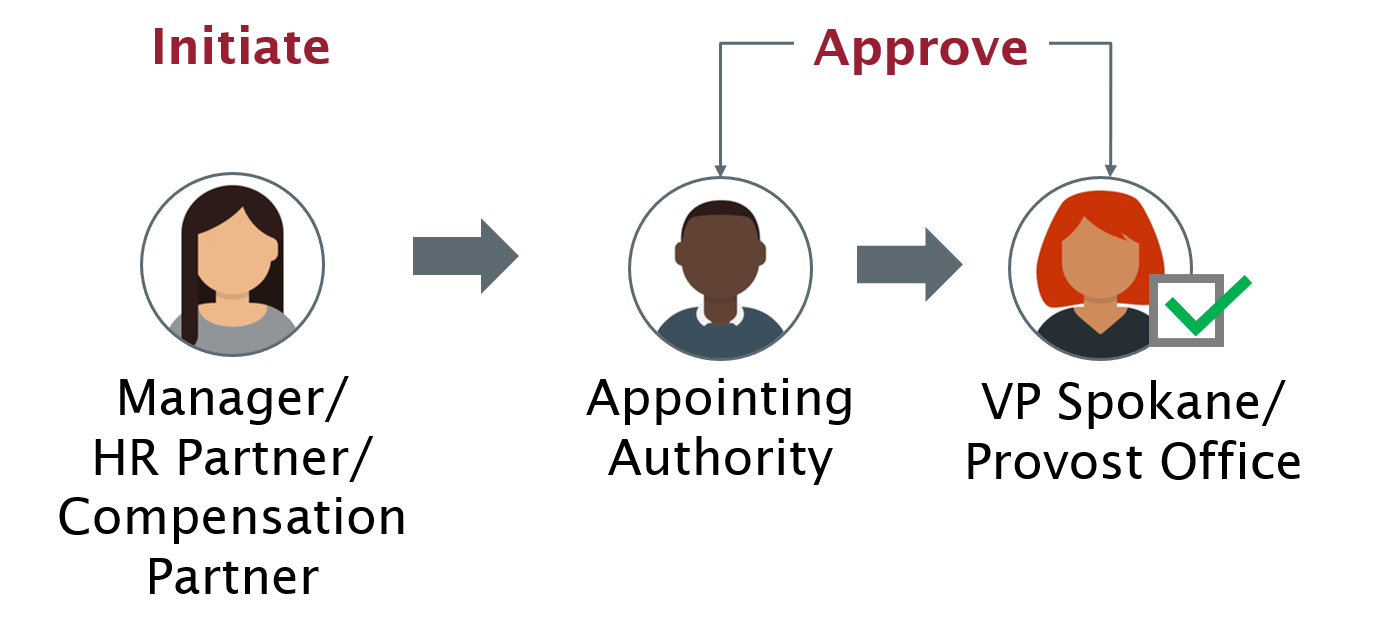 Initiate
Approve
Manager/
HR Partner/
Compensation
Partner
Appointing
Authority
VP Spokane/
Provost Office